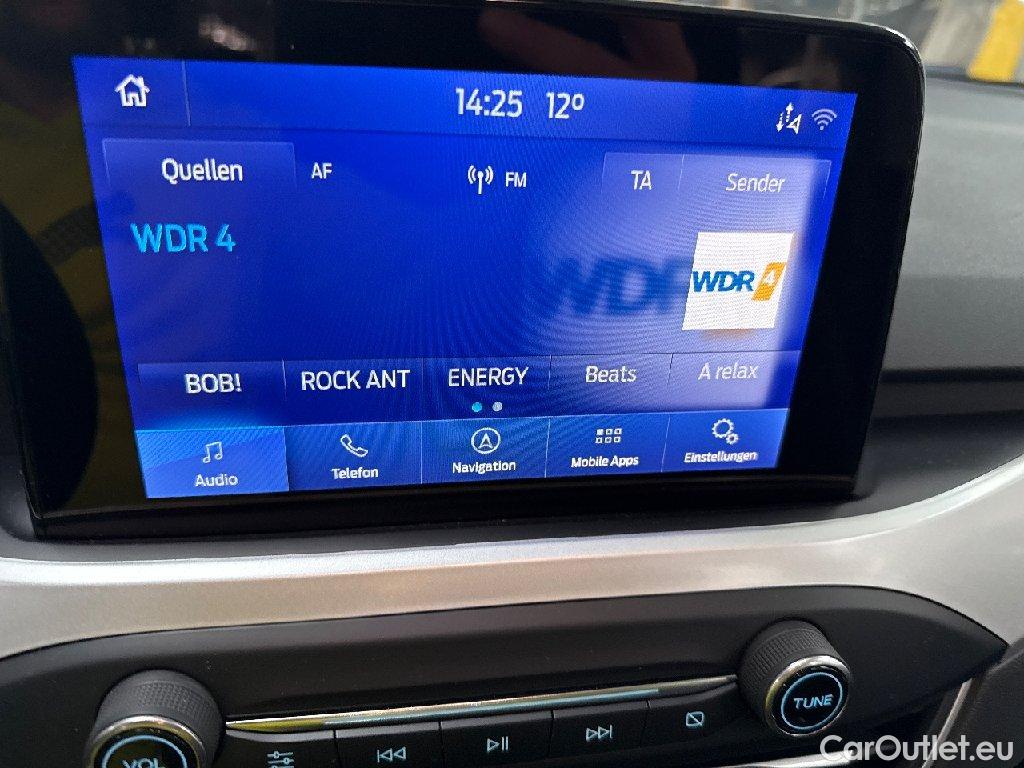 14:25 12°
Quellen AF FM TA Sender
WDR 4
WDR 4
BOB! ROCK ANT ENERGY Beats A relax
Audio Telefon Navigation Mobile Apps Einstellungen
VOL TUNE
CarOutlet.eu